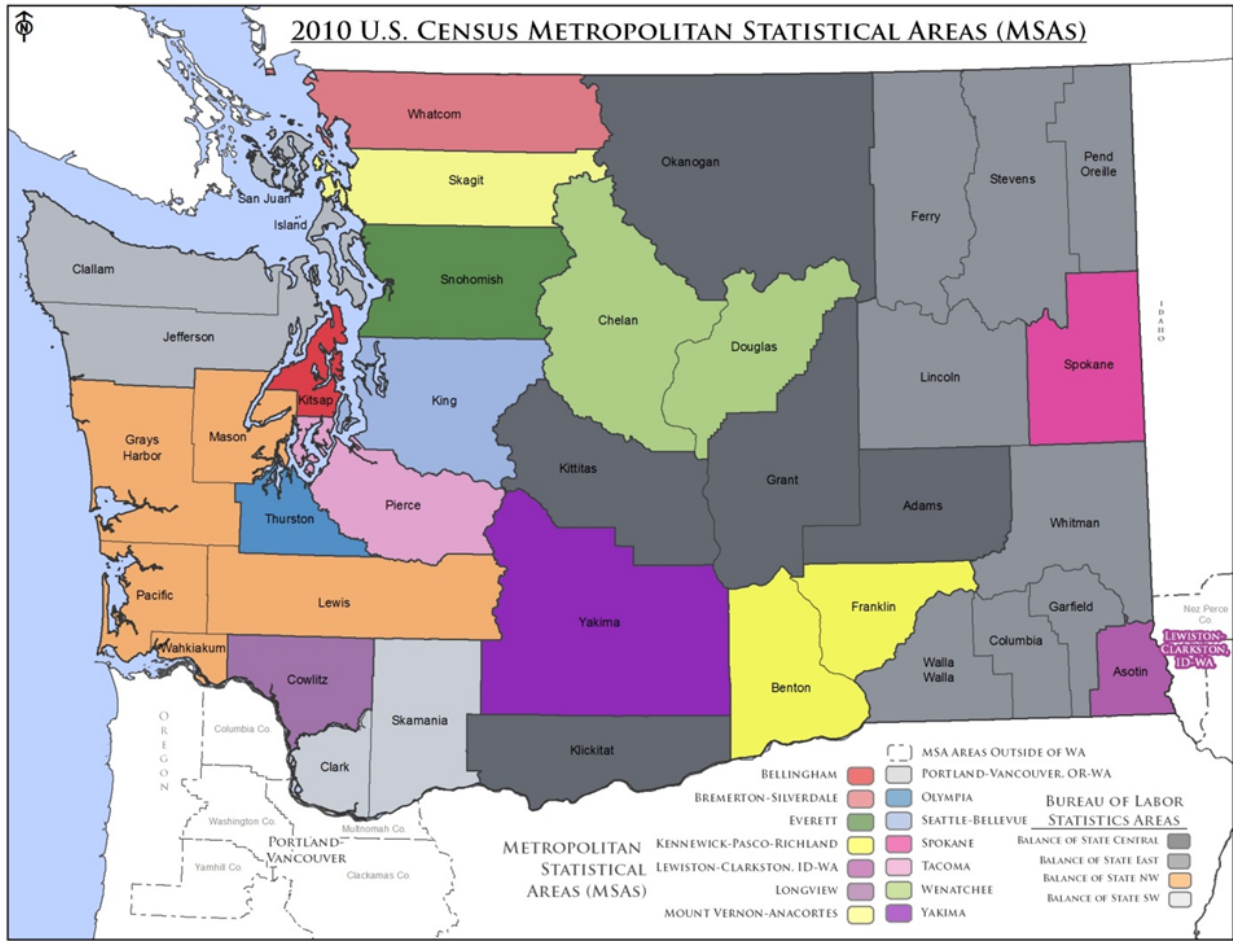 N
2010 U.S. Census Metropolitan Statistical Areas (MSAs)
Whatcom
Okanogan
Pend
Oreille
Skagit
Stevens
San Juan
Ferry
Island
Clallam
Snohomish
IDAHO
Chelan
Jefferson
Douglas
Spokane
Lincoln
Kitsap
King
Grays
Harbor
Mason
Kittitas
Grant
Pierce
Adams
Thurston
Whitman
Pacific
Lewis
Franklin
Garfield
Nez Perce
Co.
Yakima
Columbia
Wahkiakum
Lewiston-
Clarkston,
ID-WA
Walla
Walla
Asotin
Cowlitz
Benton
Skamania
OREGON
Columbia Co.
Klickitat
Clark
MSA Areas Outside of WA
Bellingham
Portland-Vancouver, OR-WA
Bremerton-Silverdale
Olympia
Everett
Seattle-Bellevue
Kennewick-Pasco-Richland
Spokane
Lewiston-Clarkston, ID-WA
Tacoma
Longview
Wenatchee
Mount Vernon-Anacortes
Yakima
Metropolitan
Statistical
Areas (MSAs)
Bureau of Labor
Statistics Areas
Balance of State Central
Balance of State East
Balance of State NW
Balance of State SW
Washington Co.
Multnomah Co.
Portland-
Vancouver
Yamhill Co.
Clackamas Co.